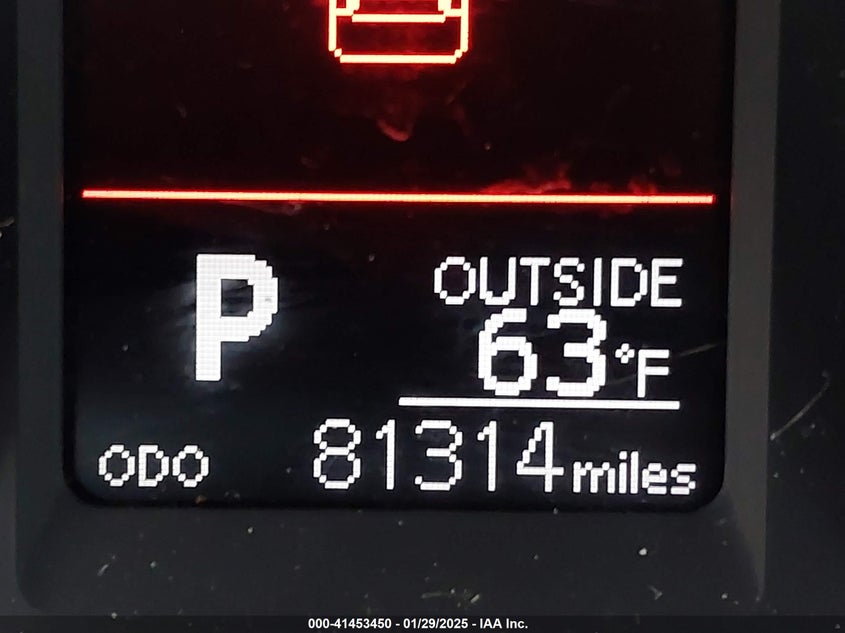 P
OUTSIDE
63°F
ODO 81314 miles
000-41453450 - 01/29/2025 - IAA Inc.